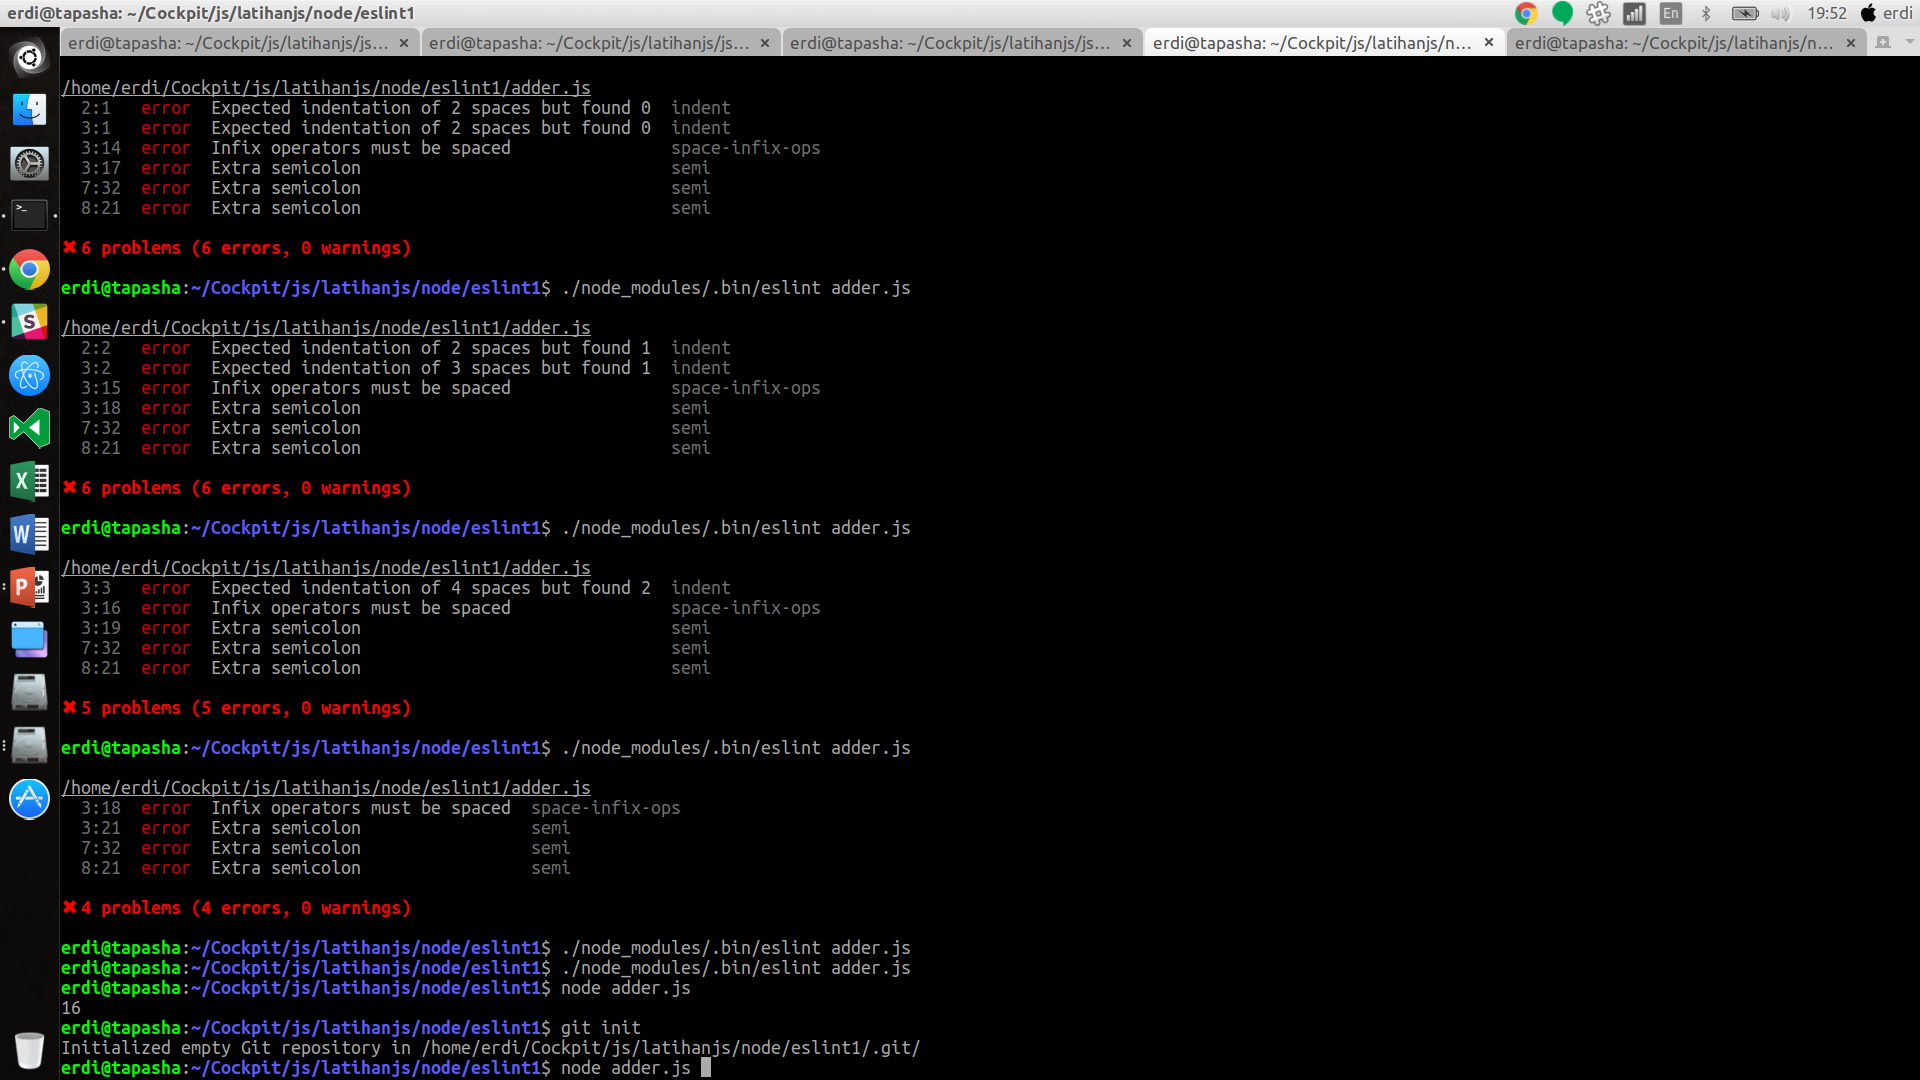 erdi@tapasha: ~/Cockpit/js/latihanjs/node/eslint1
En
19:52
erdi
erdi@tapasha: ~/Cockpit/js/latihanjs/js... ×
erdi@tapasha: ~/Cockpit/js/latihanjs/js... ×
erdi@tapasha: ~/Cockpit/js/latihanjs/js... ×
erdi@tapasha: ~/Cockpit/js/latihanjs/n... ×
erdi@tapasha: ~/Cockpit/js/latihanjs/n... ×
/home/erdi/Cockpit/js/latihanjs/node/eslint1/adder.js
2:1 error Expected indentation of 2 spaces but found 0 indent
3:1 error Expected indentation of 2 spaces but found 0 indent
3:14 error Infix operators must be spaced space-infix-ops
3:17 error Extra semicolon semi
7:32 error Extra semicolon semi
8:21 error Extra semicolon semi
✖ 6 problems (6 errors, 0 warnings)
erdi@tapasha:~/Cockpit/js/latihanjs/node/eslint1$ ./node_modules/.bin/eslint adder.js
/home/erdi/Cockpit/js/latihanjs/node/eslint1/adder.js
2:2 error Expected indentation of 2 spaces but found 1 indent
3:2 error Expected indentation of 3 spaces but found 1 indent
3:15 error Infix operators must be spaced space-infix-ops
3:18 error Extra semicolon semi
7:32 error Extra semicolon semi
8:21 error Extra semicolon semi
✖ 6 problems (6 errors, 0 warnings)
erdi@tapasha:~/Cockpit/js/latihanjs/node/eslint1$ ./node_modules/.bin/eslint adder.js
/home/erdi/Cockpit/js/latihanjs/node/eslint1/adder.js
3:3 error Expected indentation of 4 spaces but found 2 indent
3:16 error Infix operators must be spaced space-infix-ops
3:19 error Extra semicolon semi
7:32 error Extra semicolon semi
8:21 error Extra semicolon semi
✖ 5 problems (5 errors, 0 warnings)
erdi@tapasha:~/Cockpit/js/latihanjs/node/eslint1$ ./node_modules/.bin/eslint adder.js
/home/erdi/Cockpit/js/latihanjs/node/eslint1/adder.js
3:18 error Infix operators must be spaced space-infix-ops
3:21 error Extra semicolon semi
7:32 error Extra semicolon semi
8:21 error Extra semicolon semi
✖ 4 problems (4 errors, 0 warnings)
erdi@tapasha:~/Cockpit/js/latihanjs/node/eslint1$ ./node_modules/.bin/eslint adder.js
erdi@tapasha:~/Cockpit/js/latihanjs/node/eslint1$ ./node_modules/.bin/eslint adder.js
erdi@tapasha:~/Cockpit/js/latihanjs/node/eslint1$ node adder.js
16
erdi@tapasha:~/Cockpit/js/latihanjs/node/eslint1$ git init
Initialized empty Git repository in /home/erdi/Cockpit/js/latihanjs/node/eslint1/.git/
erdi@tapasha:~/Cockpit/js/latihanjs/node/eslint1$ node adder.js